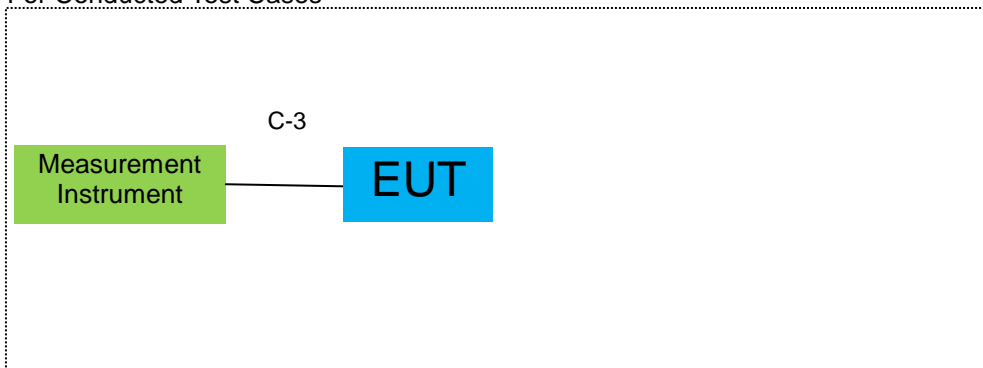 For Conducted Test Cases
C-3
Measurement
Instrument
EUT